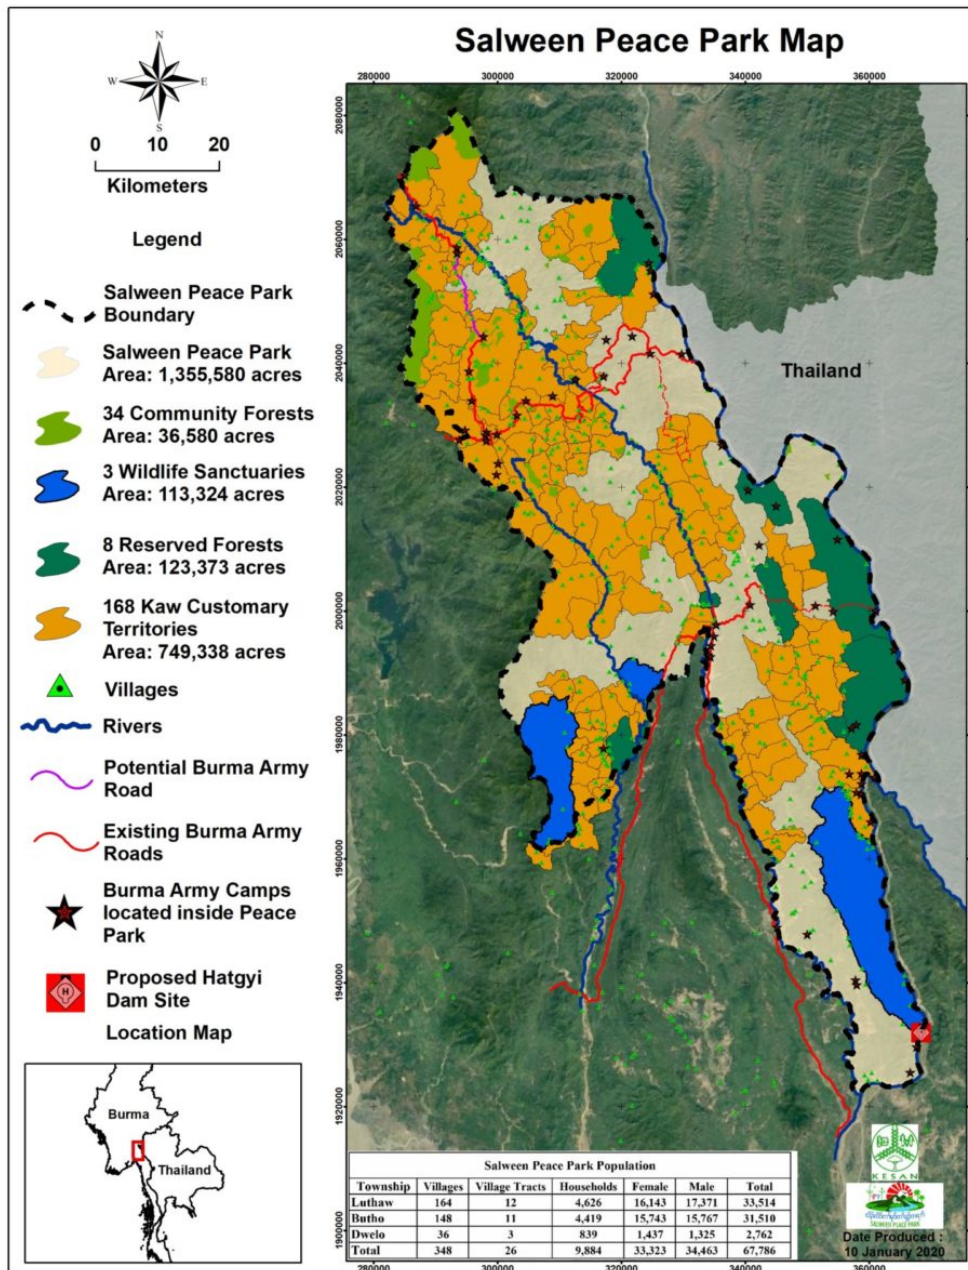 Salween Peace Park Map
N
W E
S
0 10 20
Kilometers
Legend
Salween Peace Park
Boundary
Salween Peace Park
Area: 1,355,580 acres
34 Community Forests
Area: 36,580 acres
3 Wildlife Sanctuaries
Area: 113,324 acres
8 Reserved Forests
Area: 123,373 acres
168 Kaw Customary
Territories
Area: 749,338 acres
Villages
Rivers
Potential Burma Army
Road
Existing Burma Army
Roads
Burma Army Camps
located inside Peace
Park
H
Proposed Hatgyi
Dam Site
Location Map
Burma
Thailand
280000 300000 320000 340000 360000
2080000
2060000
2040000
2020000
2000000
1980000
1960000
1940000
1920000
1900000
Thailand
Salween Peace Park Population
Township Villages Village Tracts Households Female Male Total
Luthaw 164 12 4,626 16,143 17,371 33,514
Butho 148 11 4,419 15,743 15,767 31,510
Dwelo 36 3 839 1,437 1,325 2,762
Total 348 26 9,884 33,323 34,463 67,786
KESAN
SALWEEN PEACE PARK
Date Produced :
10 January 2020
280000 300000 320000 340000 360000